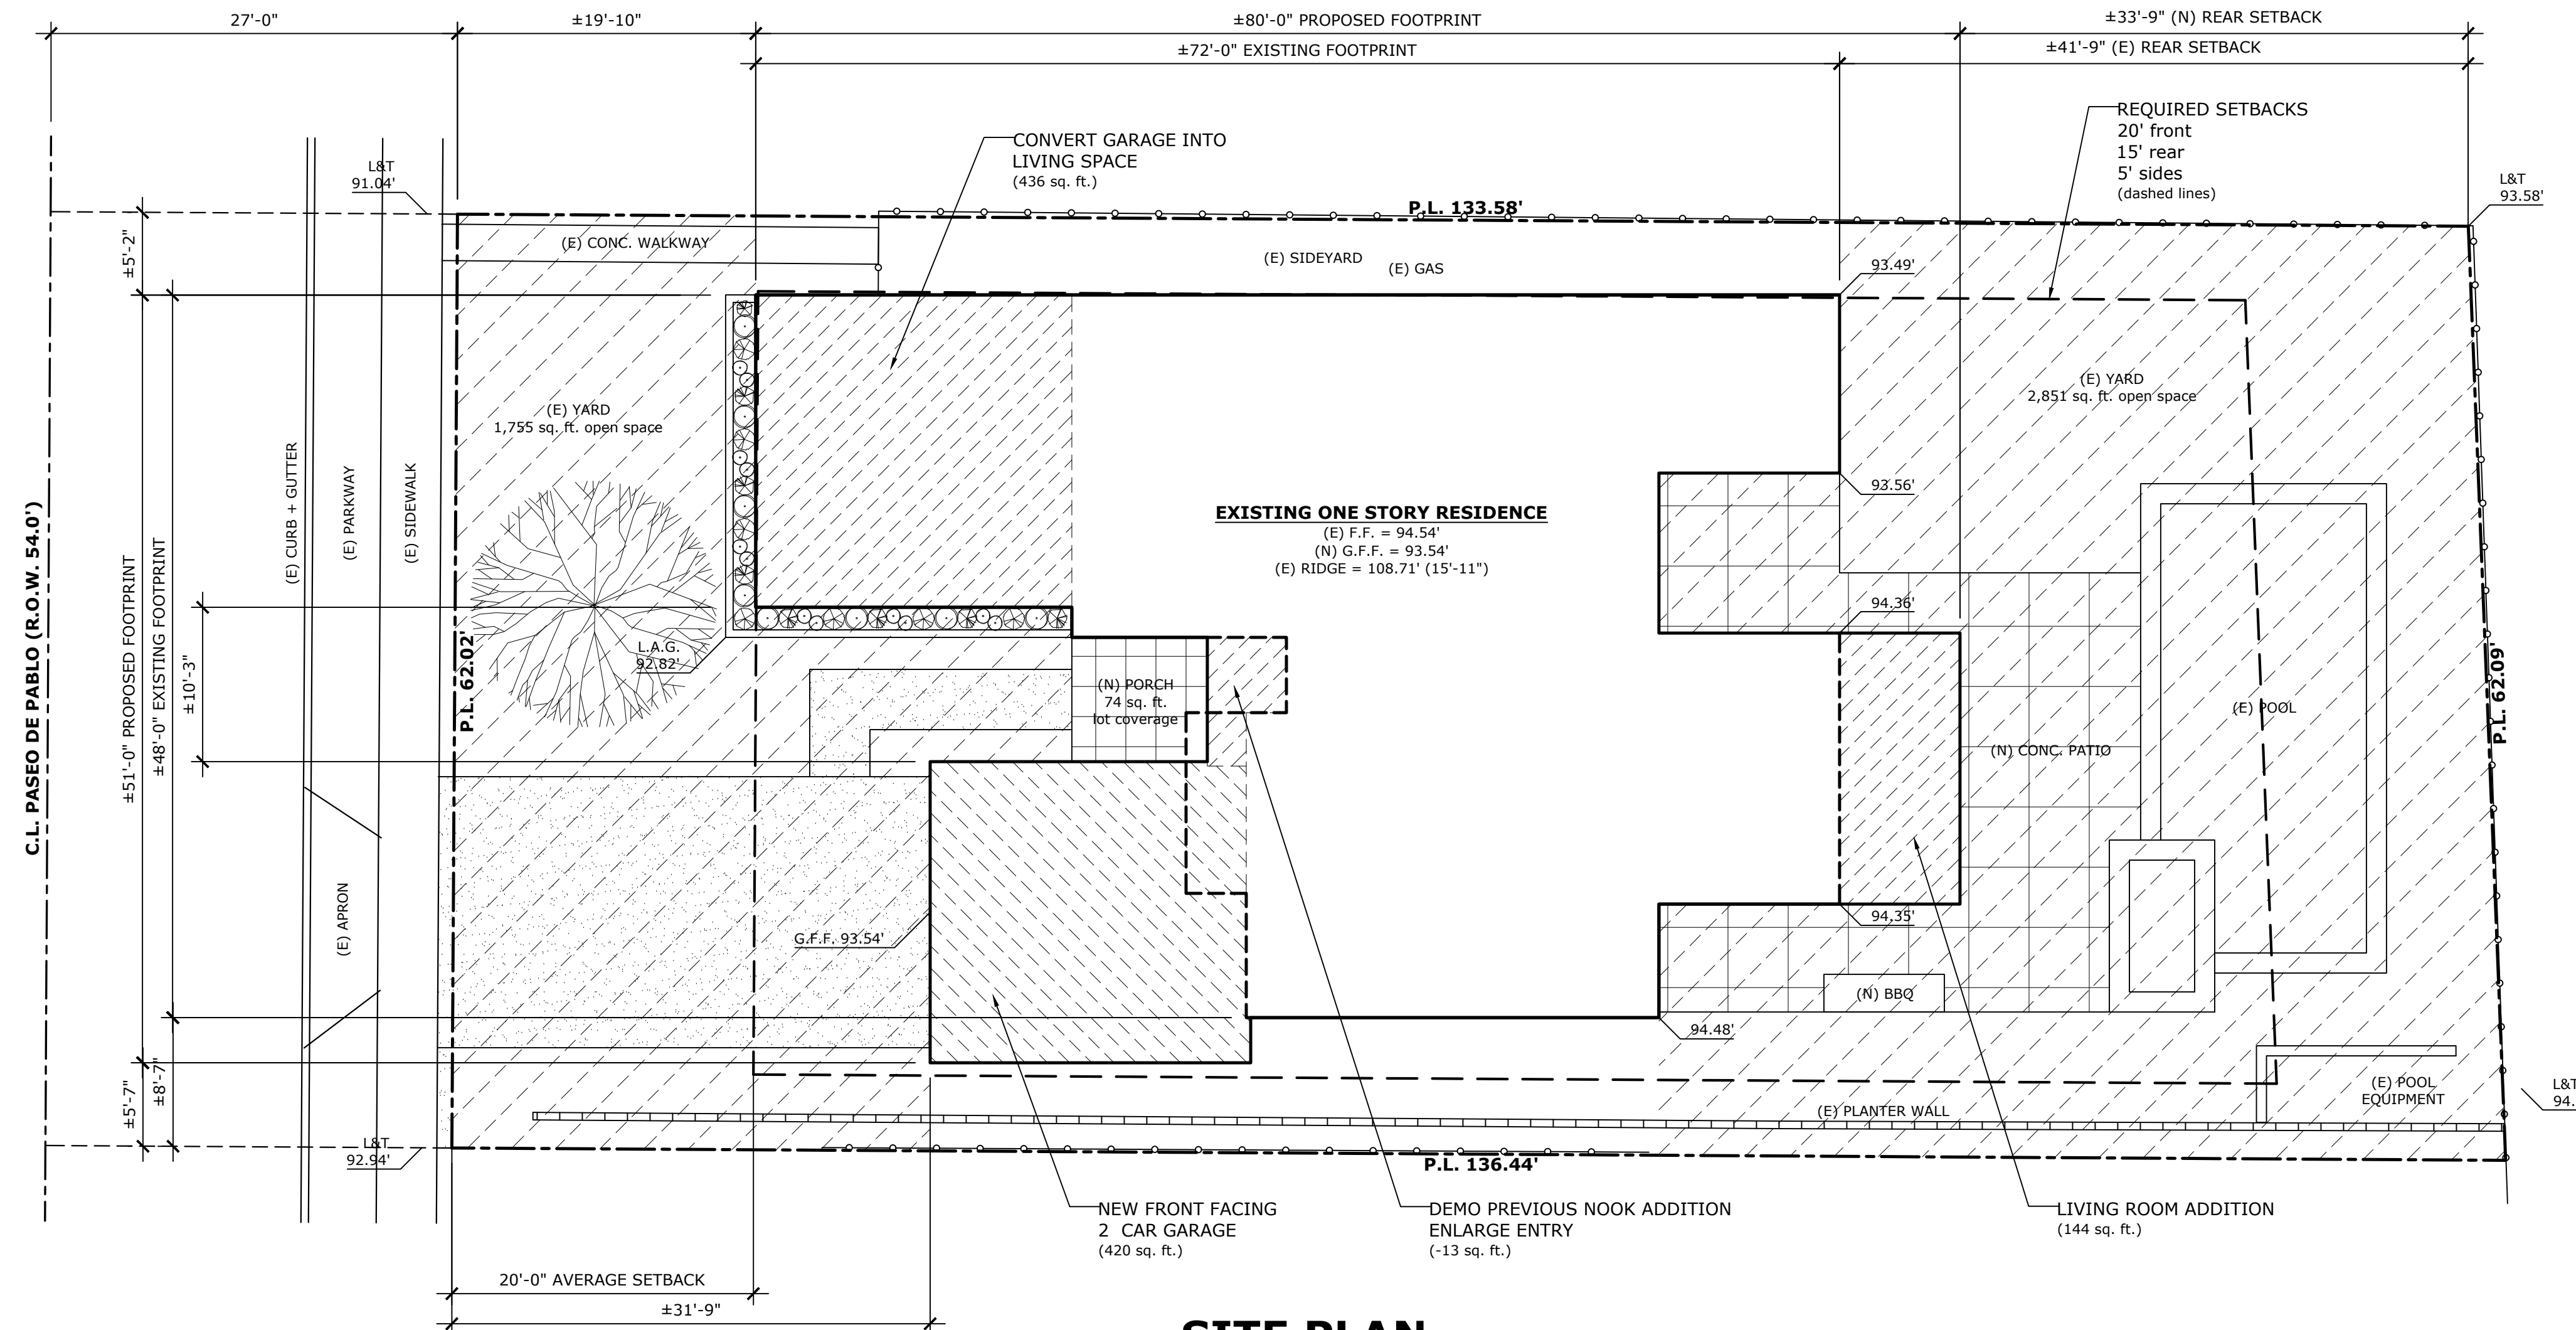 27'-0"
±19'-10"
±80'-0" PROPOSED FOOTPRINT
±33'-9" (N) REAR SETBACK
±72'-0" EXISTING FOOTPRINT
±41'-9" (E) REAR SETBACK
REQUIRED SETBACKS
20' front
15' rear
5' sides
(dashed lines)
CONVERT GARAGE INTO
LIVING SPACE
(436 sq. ft.)
L&T
91.04'
L&T
93.58'
P.L. 133.58'
±5'-2"
(E) CONC. WALKWAY
(E) SIDEYARD
(E) GAS
93.49'
(E) YARD
1,755 sq. ft. open space
(E) YARD
2,851 sq. ft. open space
C.L. PASEO DE PABLO (R.O.W. 54.0')
(E) CURB + GUTTER
(E) PARKWAY
(E) SIDEWALK
93.56'
EXISTING ONE STORY RESIDENCE
(E) F.F. = 94.54'
(N) G.F.F. = 93.54'
(E) RIDGE = 108.71' (15'-11")
±51'-0" PROPOSED FOOTPRINT
±48'-0" EXISTING FOOTPRINT
±10'-3"
94.36'
L.A.G.
92.82'
P.L. 62.02'
(N) PORCH
74 sq. ft.
lot coverage
(E) POOL
P.L. 62.09'
(N) CONC. PATIO
(E) APRON
G.F.F. 93.54'
94.35'
(N) BBQ
94.48'
±5'-7"
±8'-7"
(E) POOL
EQUIPMENT
(E) PLANTER WALL
L&T
94.
L&T
92.94'
P.L. 136.44'
NEW FRONT FACING
2 CAR GARAGE
(420 sq. ft.)
DEMO PREVIOUS NOOK ADDITION
ENLARGE ENTRY
(-13 sq. ft.)
LIVING ROOM ADDITION
(144 sq. ft.)
20'-0" AVERAGE SETBACK
±31'-9"
SITE PLAN